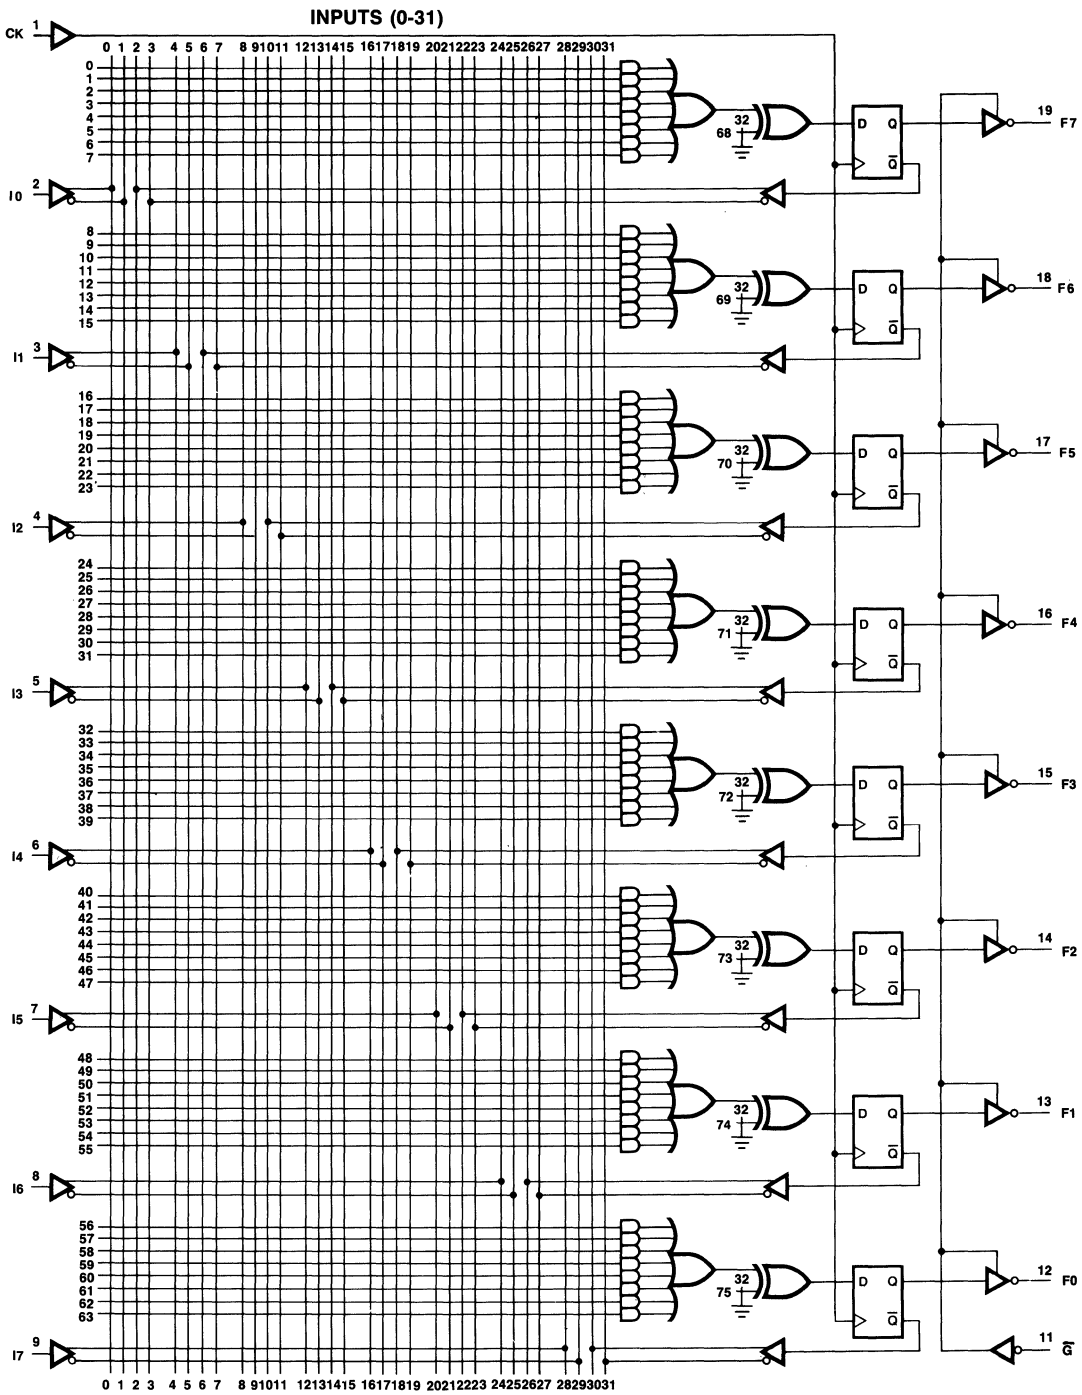 INPUTS (0-31)
CK 1
0 1 2 3 4 5 6 7 8 9 10 11 12 13 14 15 16 17 18 19 20 21 22 23 24 25 26 27 28 29 30 31
0
1
2
3
4
5
6
7
32
68
D Q
Q̅
19 F7
I0 2
8
9
10
11
12
13
14
15
32
69
D Q
Q̅
18 F6
I1 3
16
17
18
19
20
21
22
23
32
70
D Q
Q̅
17 F5
I2 4
24
25
26
27
28
29
30
31
32
71
D Q
Q̅
16 F4
I3 5
32
33
34
35
36
37
38
39
32
72
D Q
Q̅
15 F3
I4 6
40
41
42
43
44
45
46
47
32
73
D Q
Q̅
14 F2
I5 7
48
49
50
51
52
53
54
55
32
74
D Q
Q̅
13 F1
I6 8
56
57
58
59
60
61
62
63
32
75
D Q
Q̅
12 F0
I7 9
11 G̃
0 1 2 3 4 5 6 7 8 9 10 11 12 13 14 15 16 17 18 19 20 21 22 23 24 25 26 27 28 29 30 31